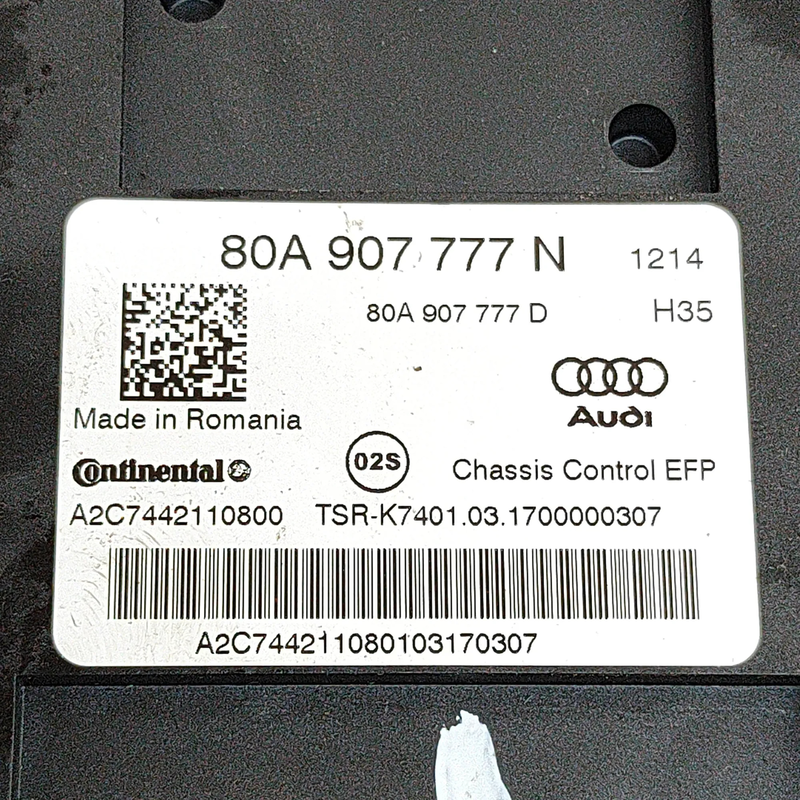 80A 907 777 N 1214
80A 907 777 D H35
Audi
Made in Romania
Continental 02S Chassis Control EFP
A2C7442110800 TSR-K7401.03.1700000307
A2C744211080103170307